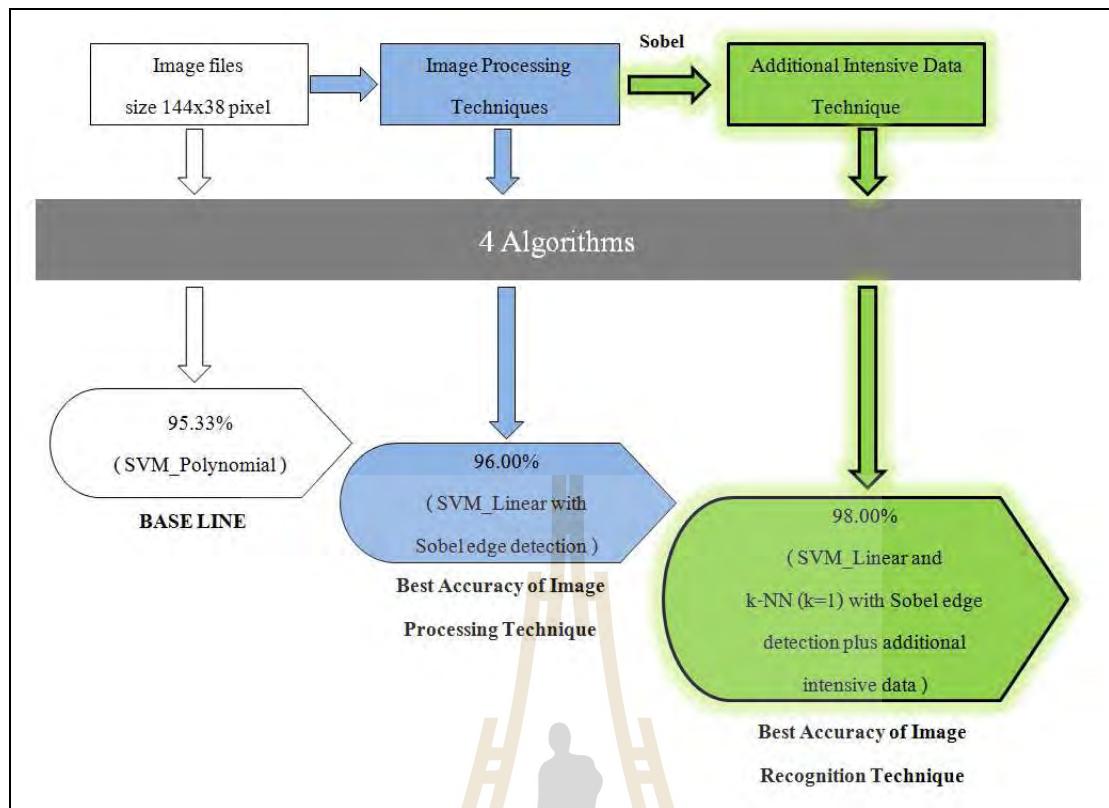 Image files
size 144x38 pixel
Image Processing
Techniques
Sobel
Additional Intensive Data
Technique
4 Algorithms
95.33%
( SVM_Polynomial )
BASE LINE
96.00%
( SVM_Linear with
Sobel edge detection )
Best Accuracy of Image
Processing Technique
98.00%
( SVM_Linear and
k-NN (k=1) with Sobel edge
detection plus additional
intensive data )
Best Accuracy of Image
Recognition Technique